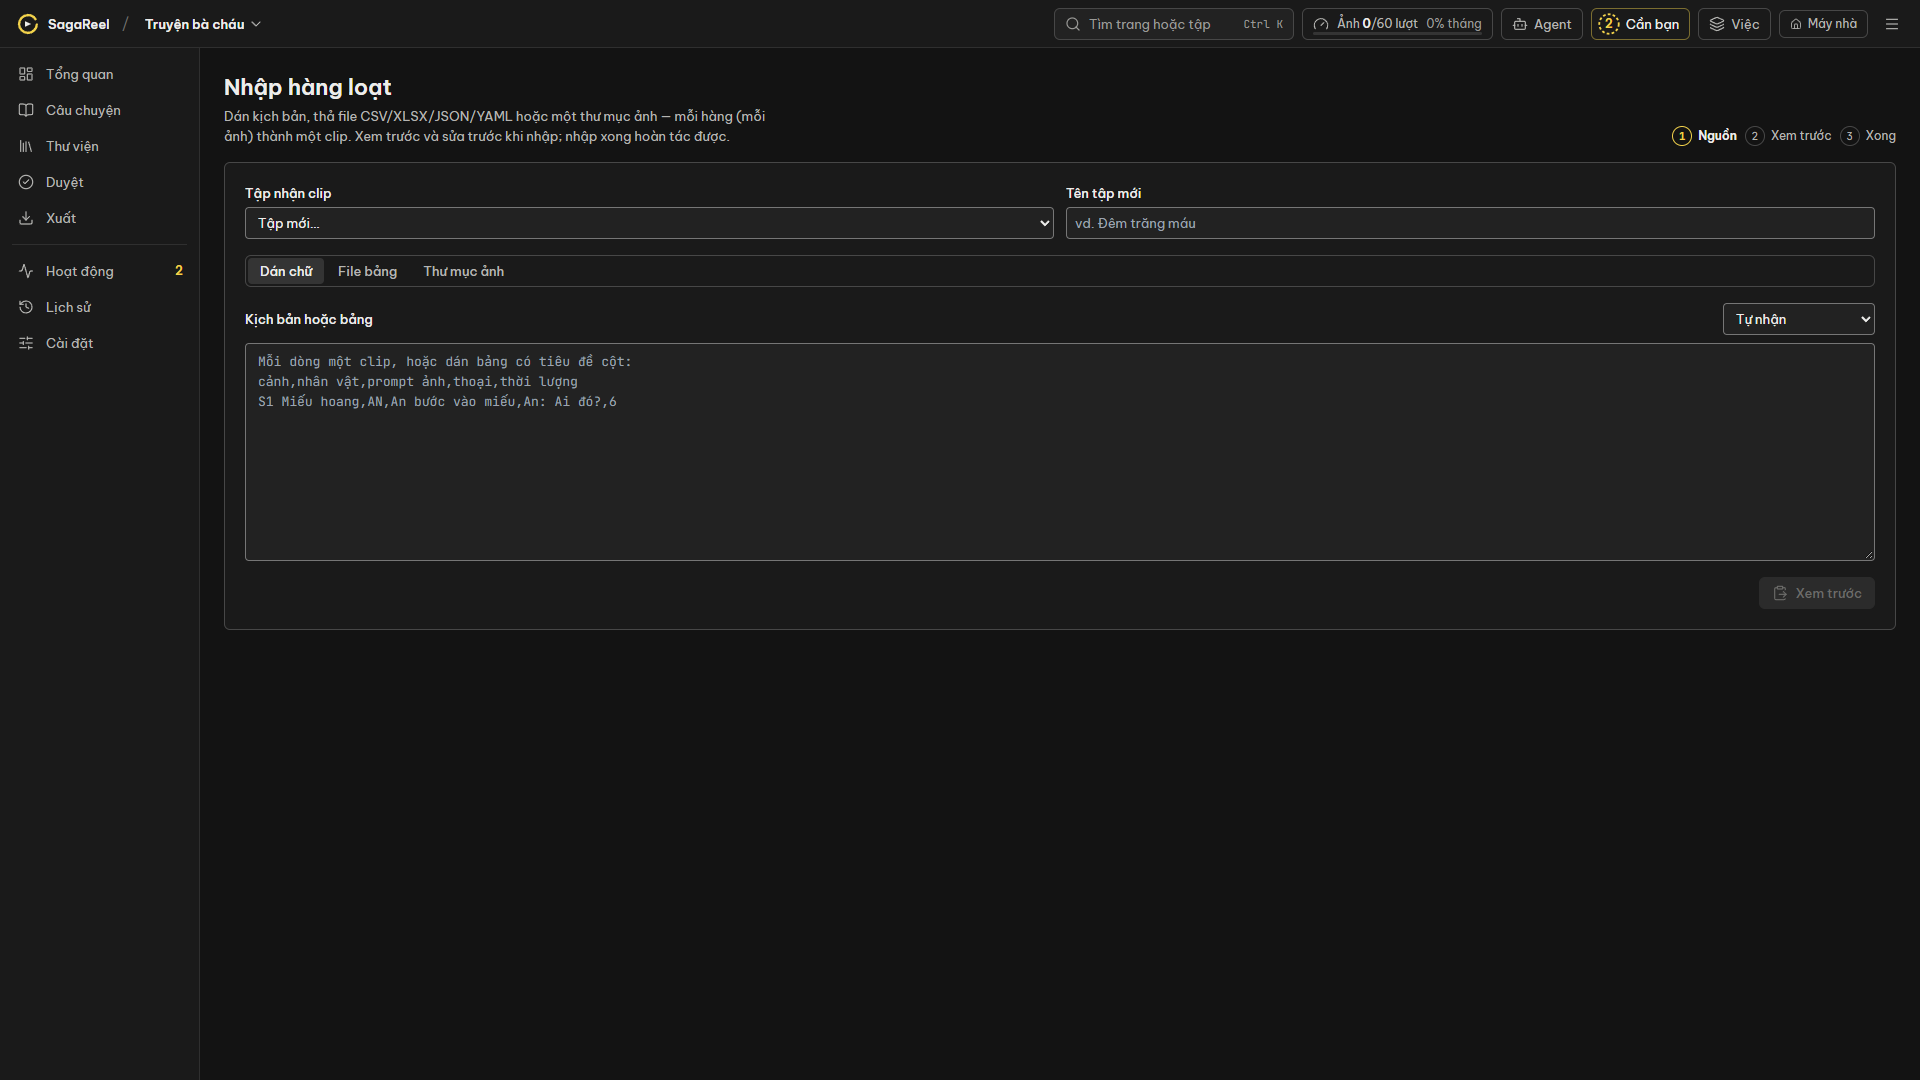 SagaReel / Truyện bà cháu
Tìm trang hoặc tập Ctrl K
Ảnh 0/60 lượt 0% tháng
Agent
2 Cần bạn
Việc
Máy nhà
Tổng quan
Câu chuyện
Thư viện
Duyệt
Xuất
Hoạt động 2
Lịch sử
Cài đặt
Nhập hàng loạt
Dán kịch bản, thả file CSV/XLSX/JSON/YAML hoặc một thư mục ảnh — mỗi hàng (mỗi
ảnh) thành một clip. Xem trước và sửa trước khi nhập; nhập xong hoàn tác được.
1 Nguồn 2 Xem trước 3 Xong
Tập nhận clip
Tập mới...
Tên tập mới
vd. Đêm trăng máu
Dán chữ File bảng Thư mục ảnh
Kịch bản hoặc bảng
Tự nhận
Mỗi dòng một clip, hoặc dán bảng có tiêu đề cột:
cảnh,nhân vật,prompt ảnh,thoại,thời lượng
S1 Miếu hoang,AN,An bước vào miếu,An: Ai đó?,6
Xem trước